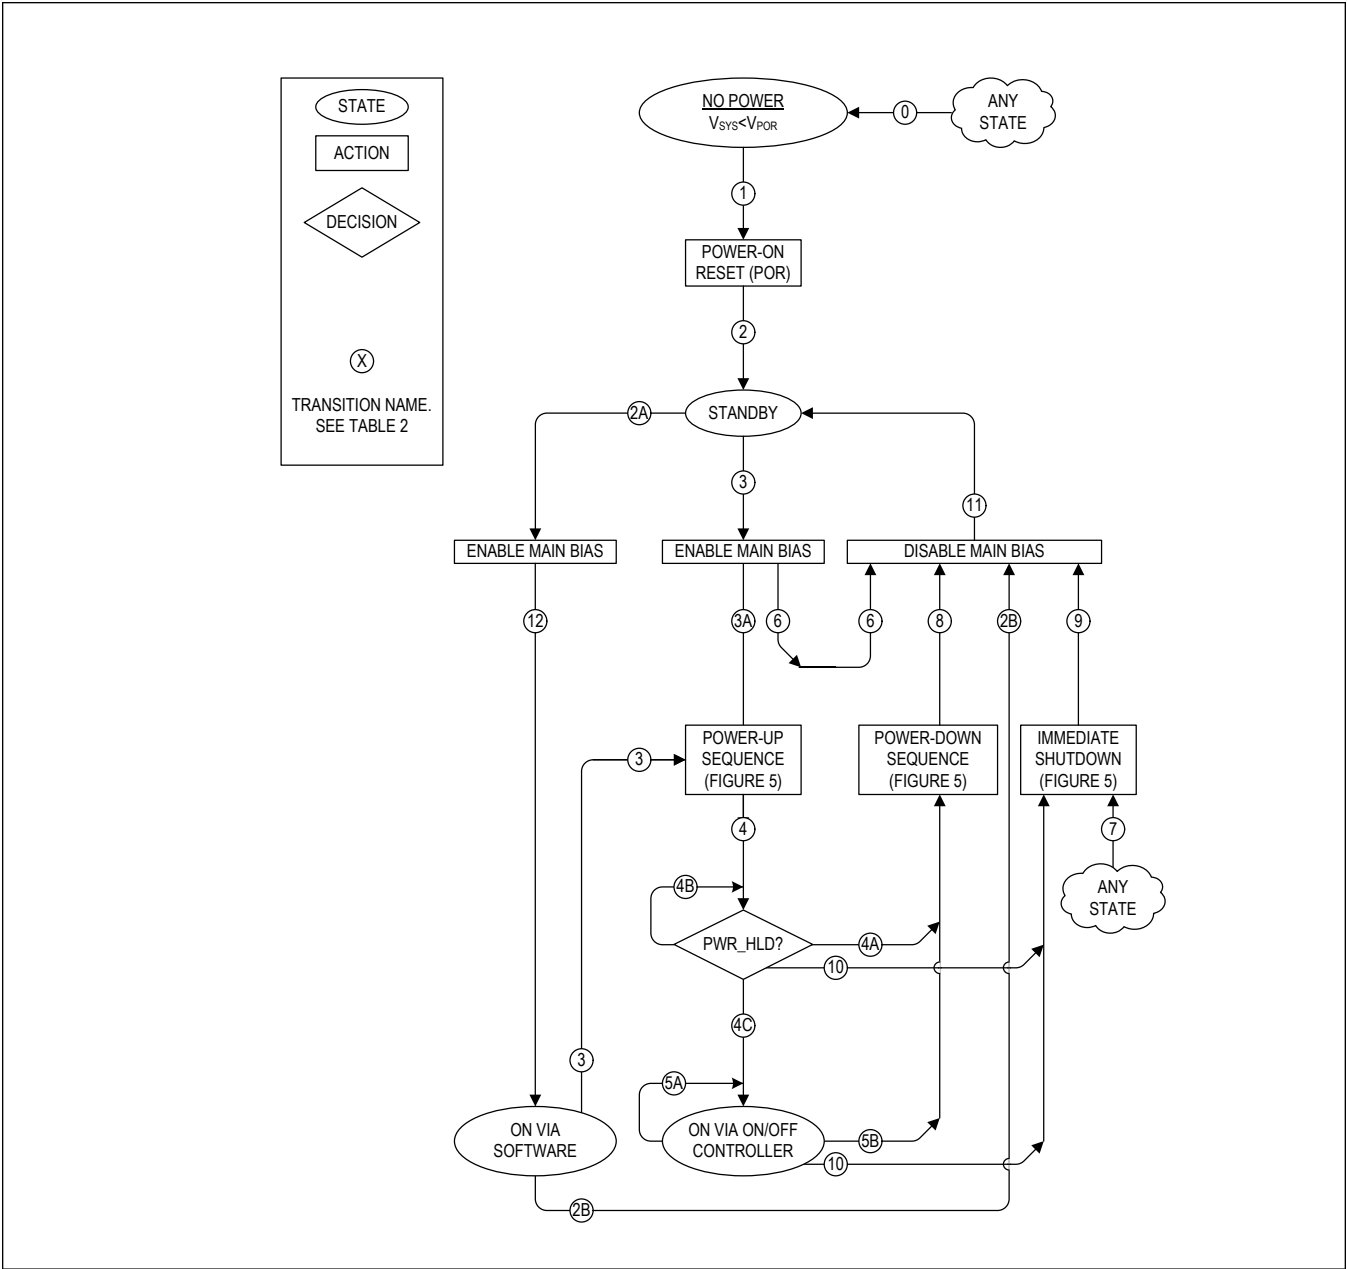 STATE
ACTION
DECISION
X
TRANSITION NAME.
SEE TABLE 2
NO POWER
VSYS<VPOR
0
ANY
STATE
1
POWER-ON
RESET (POR)
2
STANDBY
2A
3
11
ENABLE MAIN BIAS
ENABLE MAIN BIAS
DISABLE MAIN BIAS
12
3A
6
6
8
2B
9
POWER-UP
SEQUENCE
(FIGURE 5)
POWER-DOWN
SEQUENCE
(FIGURE 5)
IMMEDIATE
SHUTDOWN
(FIGURE 5)
3
4
7
ANY
STATE
4B
PWR_HLD?
4A
10
4C
3
5A
ON VIA
SOFTWARE
ON VIA ON/OFF
CONTROLLER
5B
10
2B